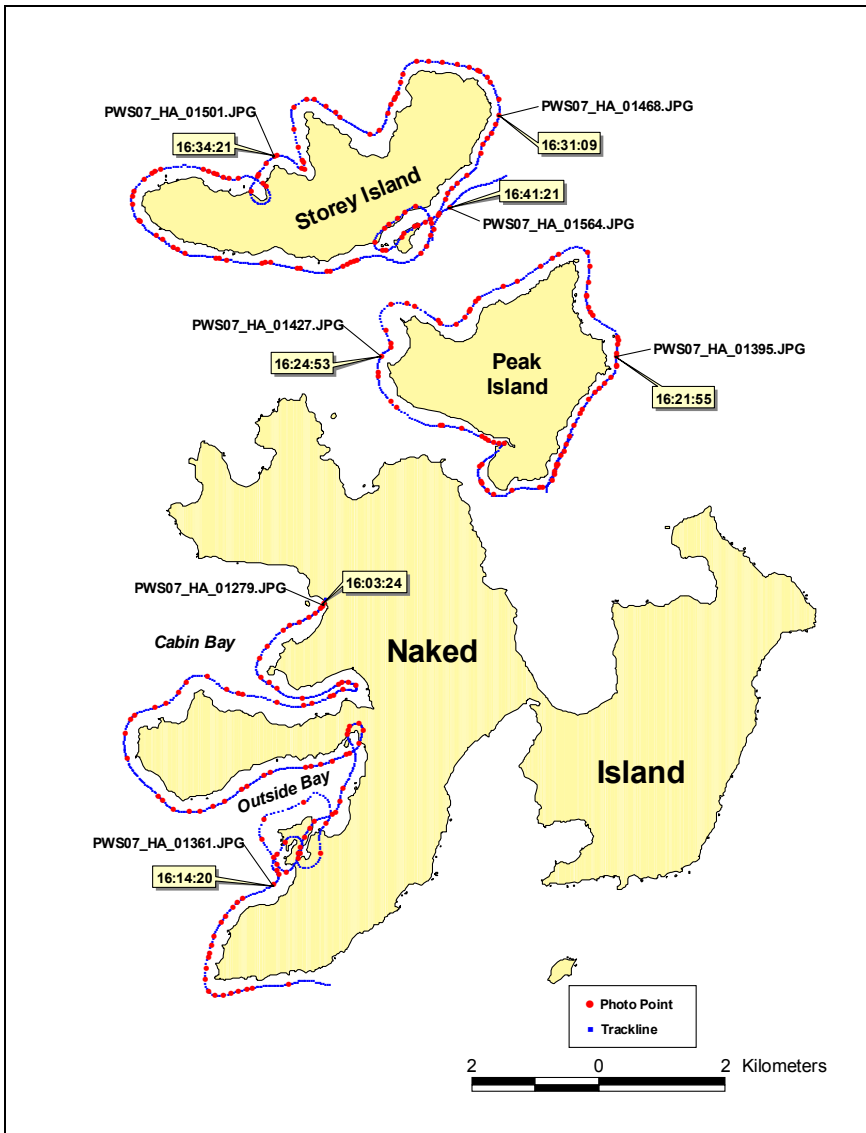 PWS07_HA_01501.JPG
PWS07_HA_01468.JPG
16:34:21
16:31:09
Storey Island
16:41:21
PWS07_HA_01564.JPG
PWS07_HA_01427.JPG
PWS07_HA_01395.JPG
16:24:53
Peak
Island
16:21:55
PWS07_HA_01279.JPG
16:03:24
Cabin Bay
Naked
Island
Outside Bay
PWS07_HA_01361.JPG
16:14:20
Photo Point
Trackline
2 0 2 Kilometers